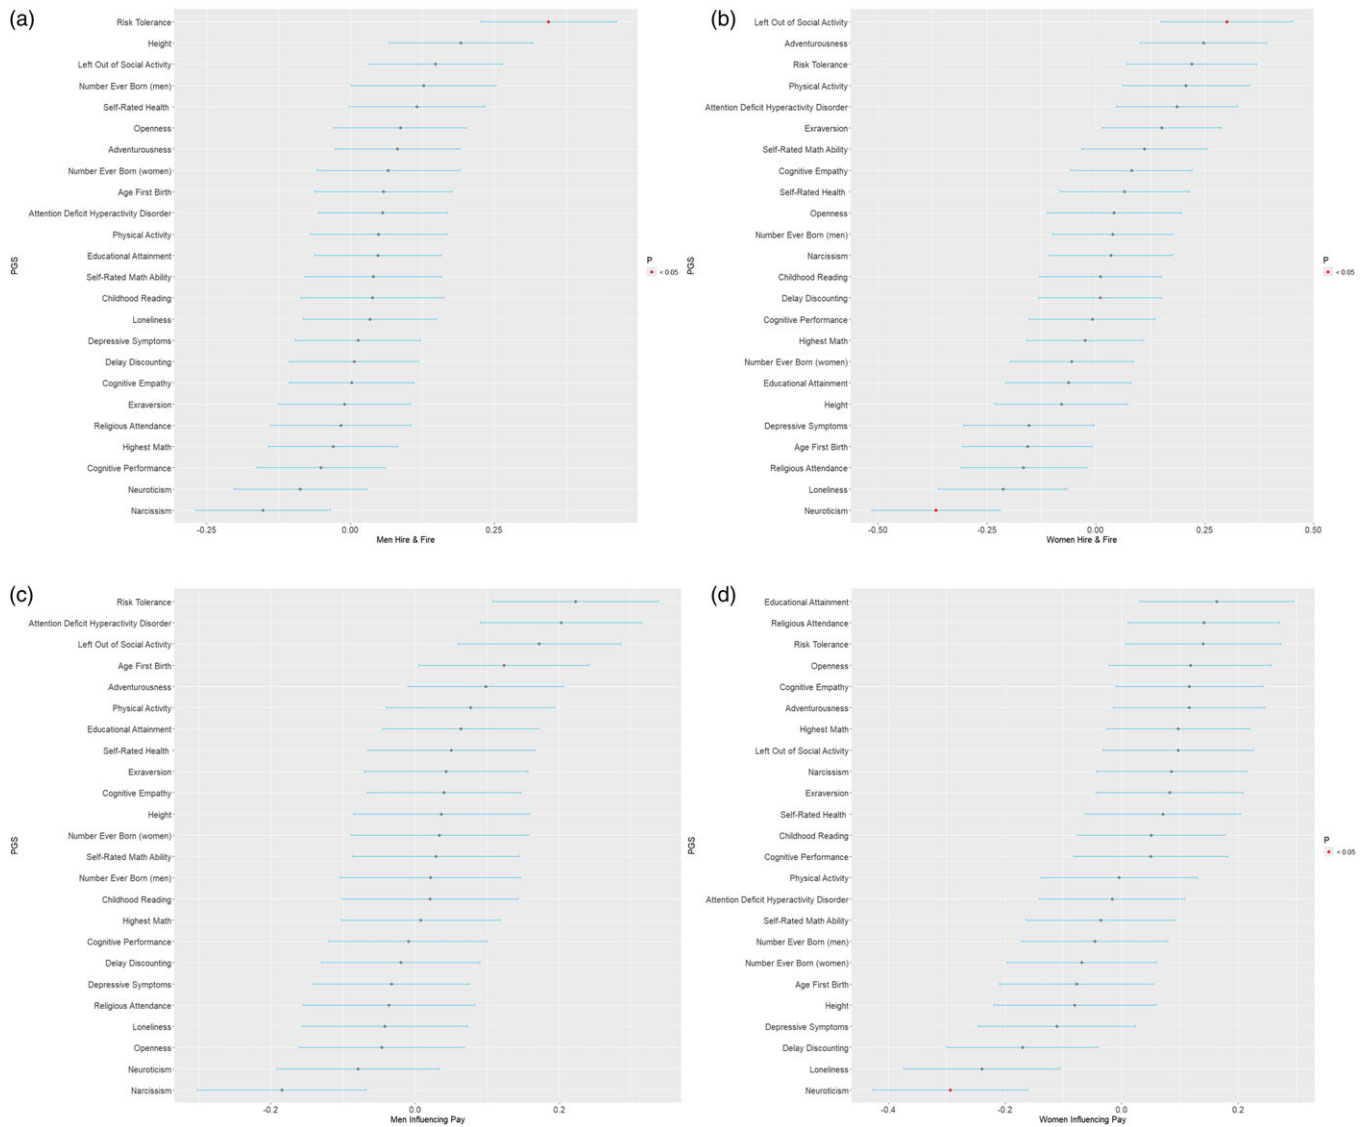 (a)
Risk Tolerance
Height
Left Out of Social Activity
Number Ever Born (men)
Self-Rated Health
Openness
Adventurousness
Number Ever Born (women)
Age First Birth
Attention Deficit Hyperactivity Disorder
Physical Activity
Educational Attainment
Self-Rated Math Ability
Childhood Reading
Loneliness
Depressive Symptoms
Delay Discounting
Cognitive Empathy
Exraversion
Religious Attendance
Highest Math
Cognitive Performance
Neuroticism
Narcissism
PGS
-0.25 0.00 0.25
Men Hire & Fire
P
< 0.05
(b)
Left Out of Social Activity
Adventurousness
Risk Tolerance
Physical Activity
Attention Deficit Hyperactivity Disorder
Exraversion
Self-Rated Math Ability
Cognitive Empathy
Self-Rated Health
Openness
Number Ever Born (men)
Narcissism
Childhood Reading
Delay Discounting
Cognitive Performance
Highest Math
Number Ever Born (women)
Educational Attainment
Height
Depressive Symptoms
Age First Birth
Religious Attendance
Loneliness
Neuroticism
PGS
-0.50 -0.25 0.00 0.25 0.50
Women Hire & Fire
P
< 0.05
(c)
Risk Tolerance
Attention Deficit Hyperactivity Disorder
Left Out of Social Activity
Age First Birth
Adventurousness
Physical Activity
Educational Attainment
Self-Rated Health
Exraversion
Cognitive Empathy
Height
Number Ever Born (women)
Self-Rated Math Ability
Number Ever Born (men)
Childhood Reading
Highest Math
Cognitive Performance
Delay Discounting
Depressive Symptoms
Religious Attendance
Loneliness
Openness
Neuroticism
Narcissism
PGS
-0.2 0.0 0.2
Men Influencing Pay
(d)
Educational Attainment
Religious Attendance
Risk Tolerance
Openness
Cognitive Empathy
Adventurousness
Highest Math
Left Out of Social Activity
Narcissism
Exraversion
Self-Rated Health
Childhood Reading
Cognitive Performance
Physical Activity
Attention Deficit Hyperactivity Disorder
Self-Rated Math Ability
Number Ever Born (men)
Number Ever Born (women)
Age First Birth
Height
Depressive Symptoms
Delay Discounting
Loneliness
Neuroticism
PGS
-0.4 -0.2 0.0 0.2
Women Influencing Pay
P
< 0.05